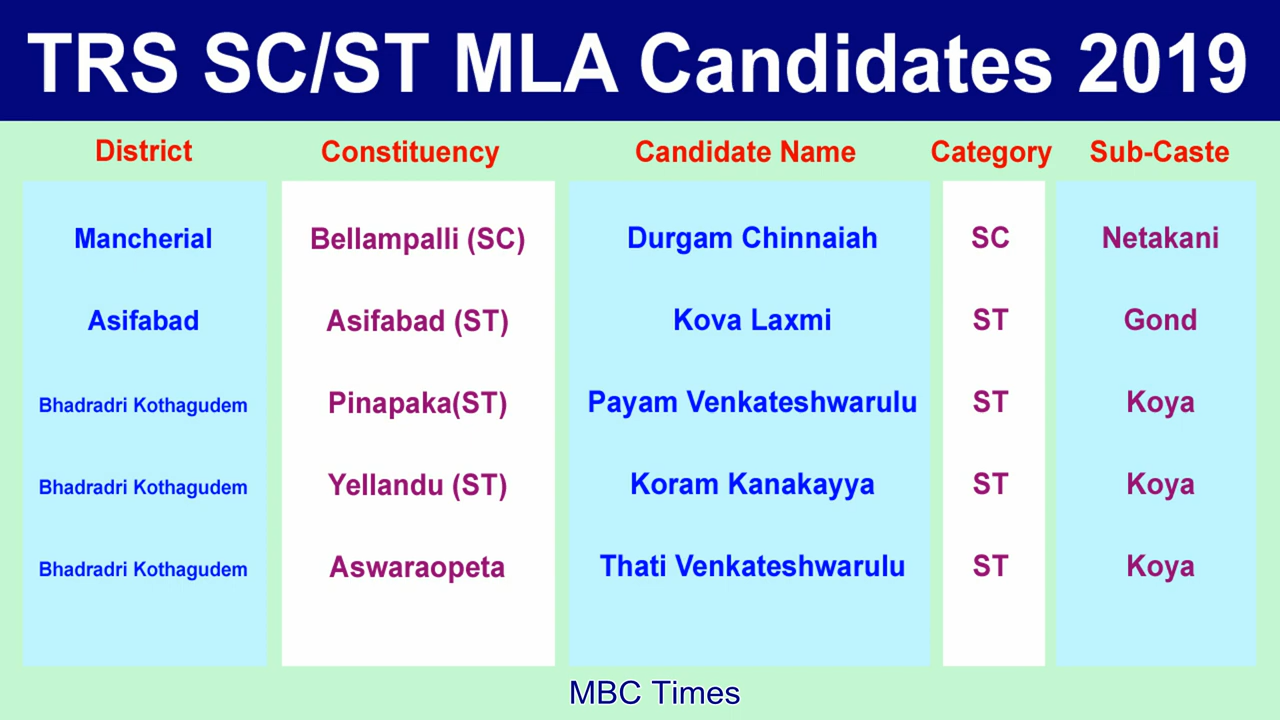 TRS SC/ST MLA Candidates 2019
District Constituency Candidate Name Category Sub-Caste
Mancherial Bellampalli (SC) Durgam Chinnaiah SC Netakani
Asifabad Asifabad (ST) Kova Laxmi ST Gond
Bhadradri Kothagudem Pinapaka(ST) Payam Venkateshwarulu ST Koya
Bhadradri Kothagudem Yellandu (ST) Koram Kanakayya ST Koya
Bhadradri Kothagudem Aswaraopeta Thati Venkateshwarulu ST Koya
MBC Times